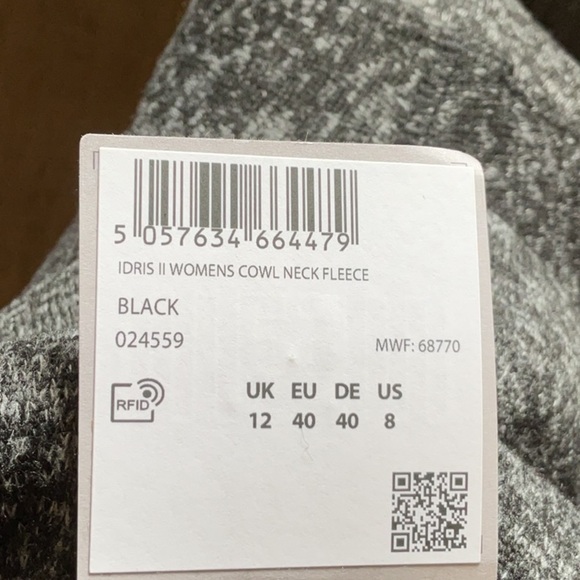 5 057634 664479
IDRIS II WOMENS COWL NECK FLEECE
BLACK
024559
MWF: 68770
RFID
UK EU DE US
12 40 40 8